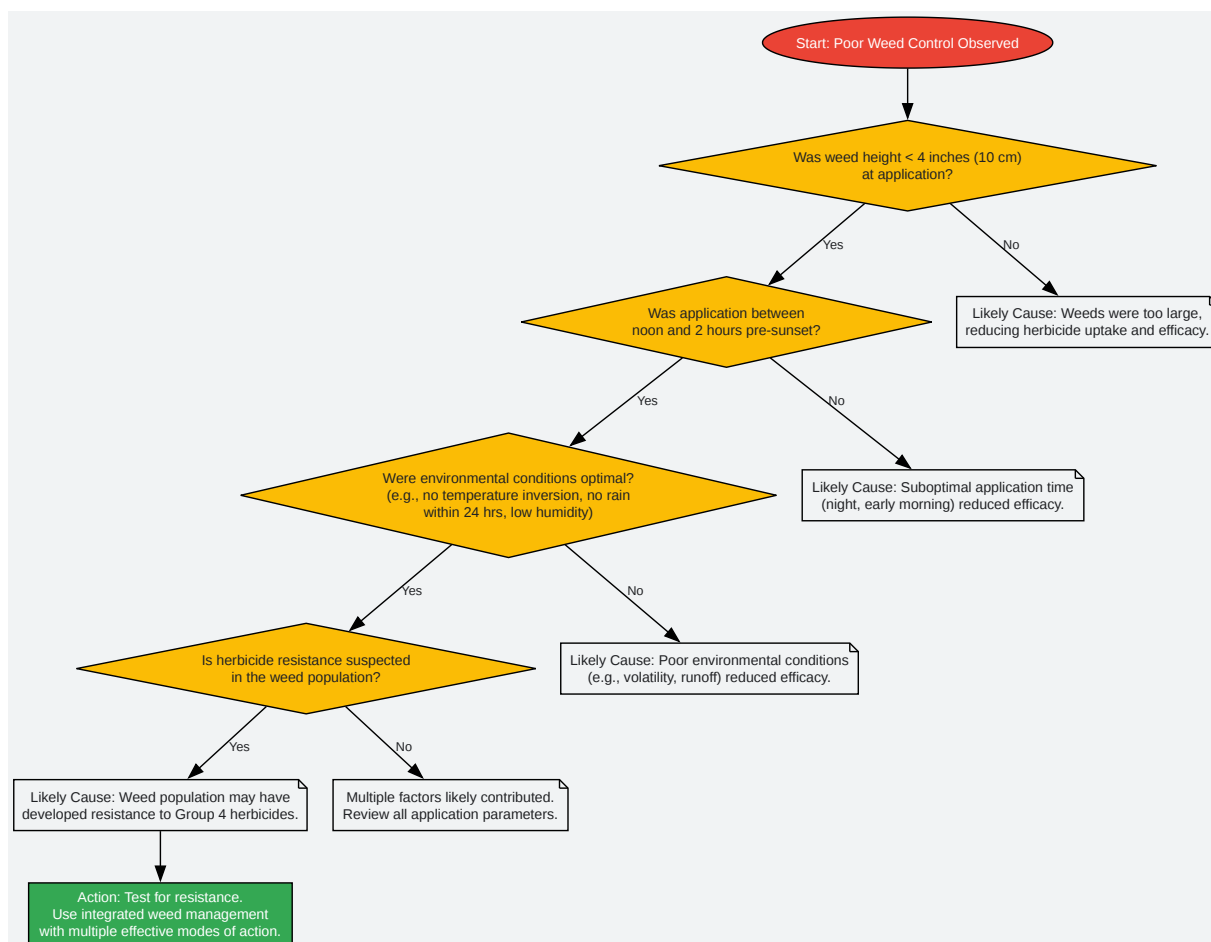 Start: Poor Weed Control Observed
Was weed height < 4 inches (10 cm)
at application?
Yes
No
Was application between
noon and 2 hours pre-sunset?
Likely Cause: Weeds were too large,
reducing herbicide uptake and efficacy.
Yes
No
Were environmental conditions optimal?
(e.g., no temperature inversion, no rain
within 24 hrs, low humidity)
Likely Cause: Suboptimal application time
(night, early morning) reduced efficacy.
Yes
No
Is herbicide resistance suspected
in the weed population?
Likely Cause: Poor environmental conditions
(e.g., volatility, runoff) reduced efficacy.
Yes
No
Likely Cause: Weed population may have
developed resistance to Group 4 herbicides.
Multiple factors likely contributed.
Review all application parameters.
Action: Test for resistance.
Use integrated weed management
with multiple effective modes of action.